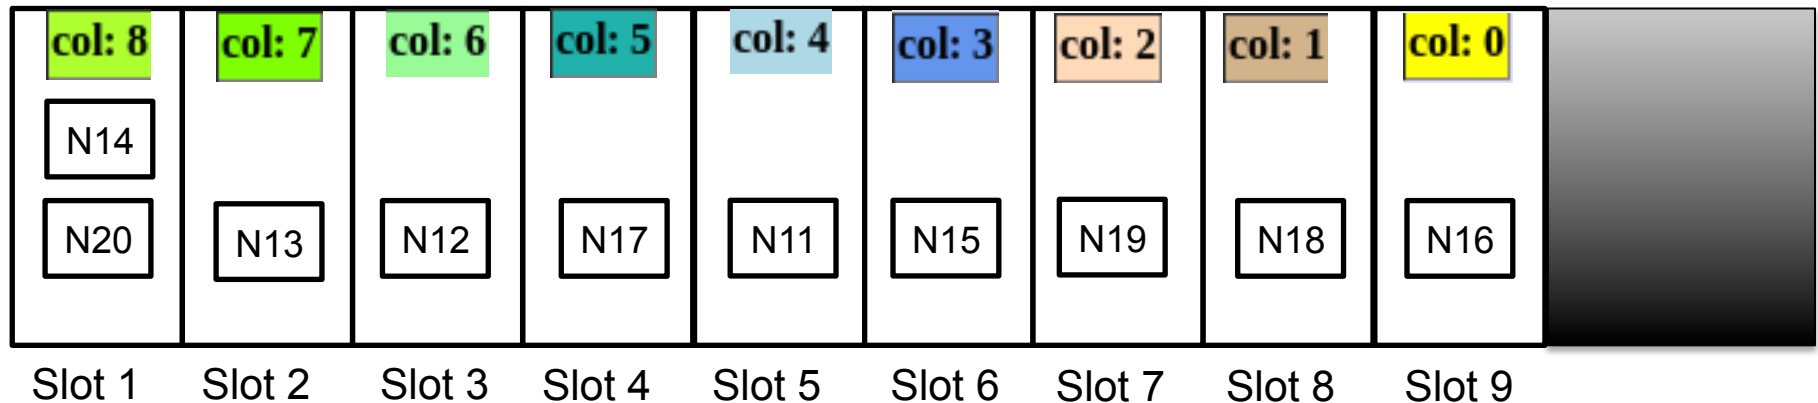 col: 8 col: 7 col: 6 col: 5 col: 4 col: 3 col: 2 col: 1 col: 0
N14
N20 N13 N12 N17 N11 N15 N19 N18 N16
Slot 1 Slot 2 Slot 3 Slot 4 Slot 5 Slot 6 Slot 7 Slot 8 Slot 9